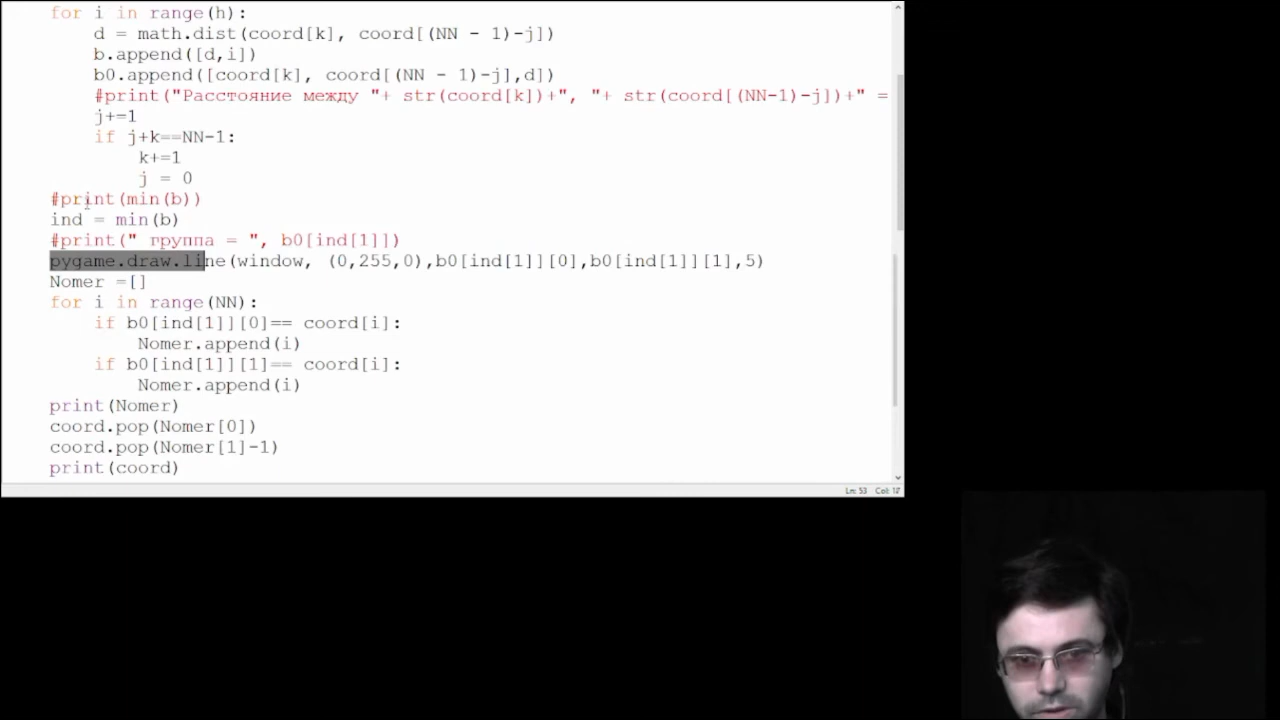 for i in range(h):
d = math.dist(coord[k], coord[(NN - 1)-j])
b.append([d,i])
b0.append([coord[k], coord[(NN - 1)-j],d])
#print("Расстояние между "+ str(coord[k])+", "+ str(coord[(NN-1)-j])+" =
j+=1
if j+k==NN-1:
k+=1
j = 0
#print(min(b))
ind = min(b)
#print(" группа = ", b0[ind[1]])
pygame.draw.line(window, (0,255,0),b0[ind[1]][0],b0[ind[1]][1],5)
Nomer =[]
for i in range(NN):
if b0[ind[1]][0]== coord[i]:
Nomer.append(i)
if b0[ind[1]][1]== coord[i]:
Nomer.append(i)
print(Nomer)
coord.pop(Nomer[0])
coord.pop(Nomer[1]-1)
print(coord)
Ln: 53 Col: 17